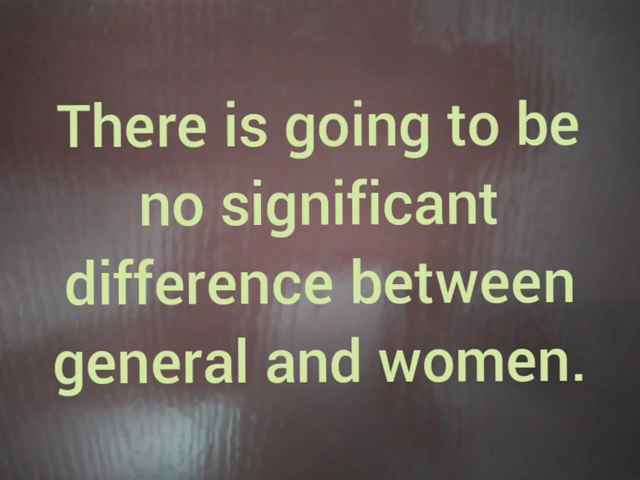 There is going to be
no significant
difference between
general and women.